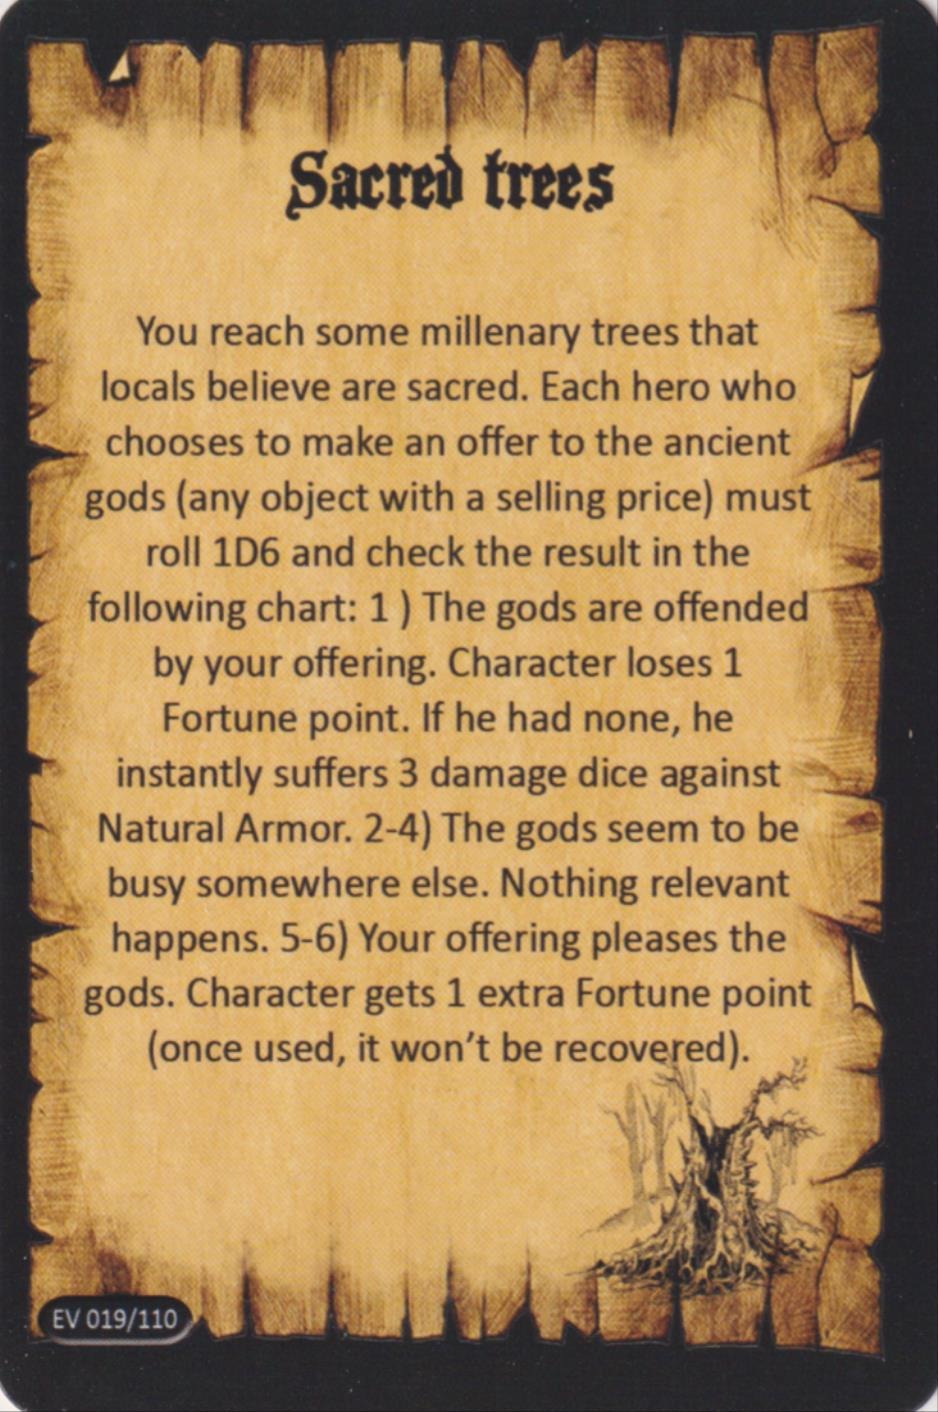 Sacred trees
You reach some millenary trees that
locals believe are sacred. Each hero who
chooses to make an offer to the ancient
gods (any object with a selling price) must
roll 1D6 and check the result in the
following chart: 1 ) The gods are offended
by your offering. Character loses 1
Fortune point. If he had none, he
instantly suffers 3 damage dice against
Natural Armor. 2-4) The gods seem to be
busy somewhere else. Nothing relevant
happens. 5-6) Your offering pleases the
gods. Character gets 1 extra Fortune point
(once used, it won’t be recovered).
EV 019/110